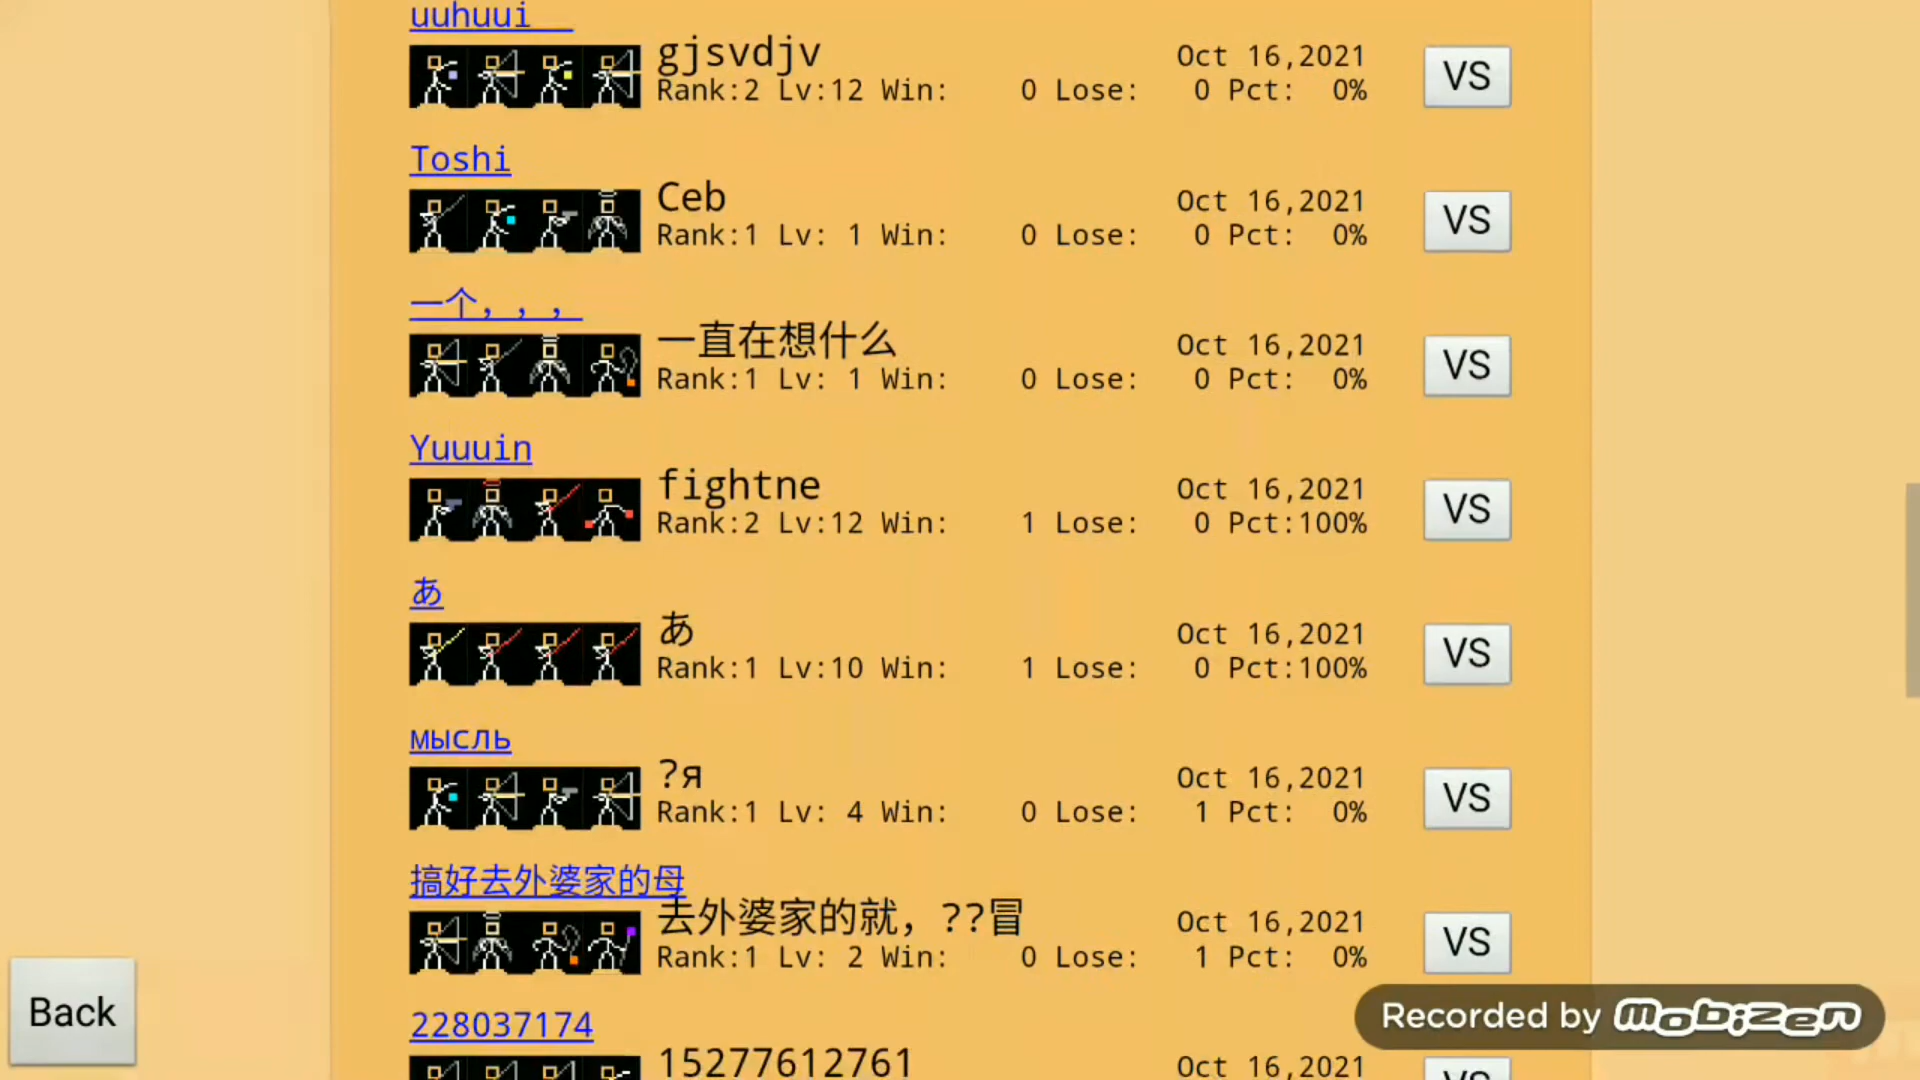 uuhuui__
gjsvdjv
Oct 16,2021
Rank:2 Lv:12 Win: 0 Lose: 0 Pct: 0%
VS
Toshi
Ceb
Oct 16,2021
Rank:1 Lv: 1 Win: 0 Lose: 0 Pct: 0%
VS
一个，，，
一直在想什么
Oct 16,2021
Rank:1 Lv: 1 Win: 0 Lose: 0 Pct: 0%
VS
Yuuuin
fightne
Oct 16,2021
Rank:2 Lv:12 Win: 1 Lose: 0 Pct:100%
VS
あ
あ
Oct 16,2021
Rank:1 Lv:10 Win: 1 Lose: 0 Pct:100%
VS
мысль
?я
Oct 16,2021
Rank:1 Lv: 4 Win: 0 Lose: 1 Pct: 0%
VS
搞好去外婆家的母
去外婆家的就，??冒
Oct 16,2021
Rank:1 Lv: 2 Win: 0 Lose: 1 Pct: 0%
VS
228037174
15277612761
Oct 16,2021
VS
Back
Recorded by mobizen